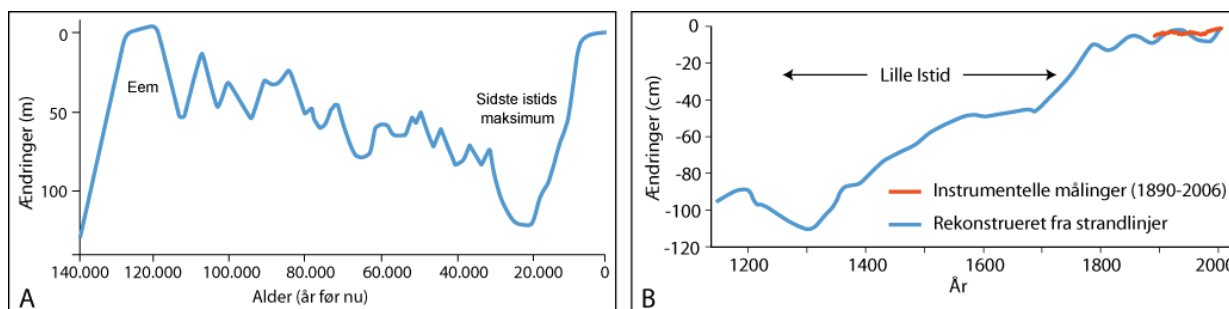 Ændringer (m)
0
50
100
Eem
Sidste istids
maksimum
140.000 120.000 100.000 80.000 60.000 40.000 20.000 0
Alder (år før nu)
A
Ændringer (cm)
0
-20
-40
-60
-80
-100
-120
Lille Istid
Instrumentelle målinger (1890-2006)
Rekonstrueret fra strandlinjer
1200 1400 1600 1800 2000
År
B